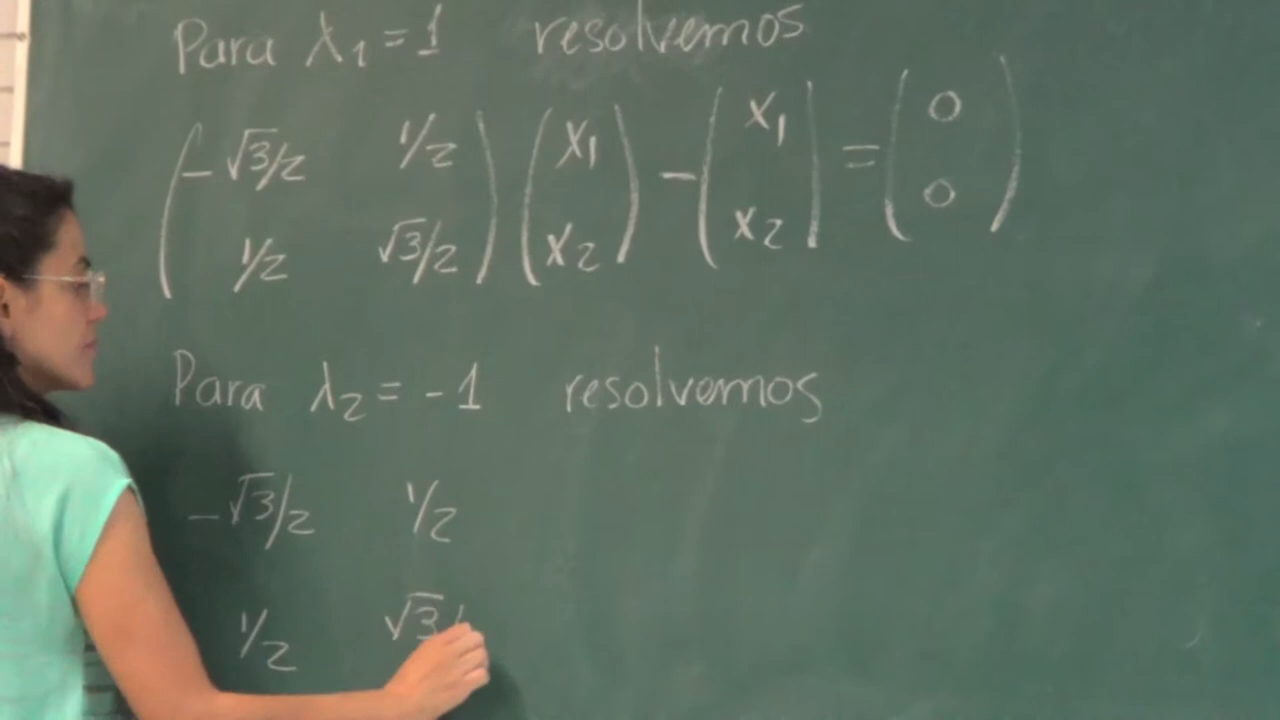 Para λ₁ = 1 resolvemos
( -√3/2 1/2 ) ( x₁ ) - ( x₁ ) = ( 0 )
( 1/2 √3/2 ) ( x₂ ) ( x₂ ) ( 0 )
Para λ₂ = -1 resolvemos
-√3/2 1/2
1/2 √3/